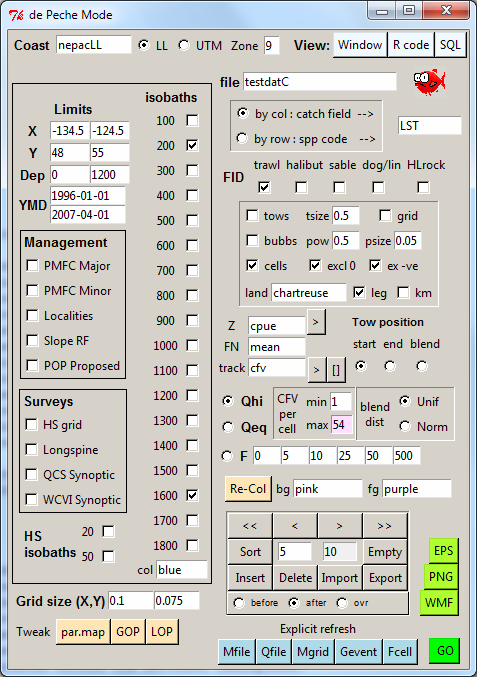 de Peche Mode
Coast nepacLL LL UTM Zone 9 View: Window R code SQL
file testdatC
Limits
X -134.5 -124.5
Y 48 55
Dep 0 1200
YMD 1996-01-01
2007-04-01
Management
PMFC Major
PMFC Minor
Localities
Slope RF
POP Proposed
Surveys
HS grid
Longspine
QCS Synoptic
WCVI Synoptic
HS isobaths
20
50
isobaths
100
200
300
400
500
600
700
800
900
1000
1100
1200
1300
1400
1500
1600
1700
1800
col blue
Grid size (X,Y) 0.1 0.075
Tweak par.map GOP LOP
by col : catch field -->
by row : spp code -->
LST
trawl halibut sable dog/lin HLrock
FID
tows tsize 0.5 grid
bubbs pow 0.5 psize 0.05
cells excl 0 ex -ve
land chartreuse leg km
Z cpue >
FN mean
track cfv > []
Tow position
start end blend
Qhi
Qeq
CFV per cell
min 1
max 54
blend dist
Unif
Norm
F 0 5 10 25 50 500
Re-Col bg pink fg purple
<< < > >>
Sort 5 10 Empty
Insert Delete Import Export
before after ovr
EPS
PNG
WMF
Explicit refresh
Mfile Qfile Mgrid Gevent Fcell GO